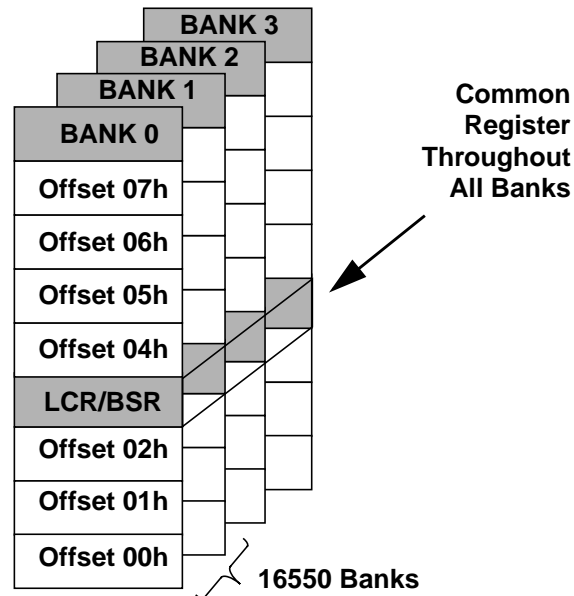 BANK 3
BANK 2
BANK 1
BANK 0
Common
Register
Throughout
All Banks
Offset 07h
Offset 06h
Offset 05h
Offset 04h
LCR/BSR
Offset 02h
Offset 01h
Offset 00h
16550 Banks